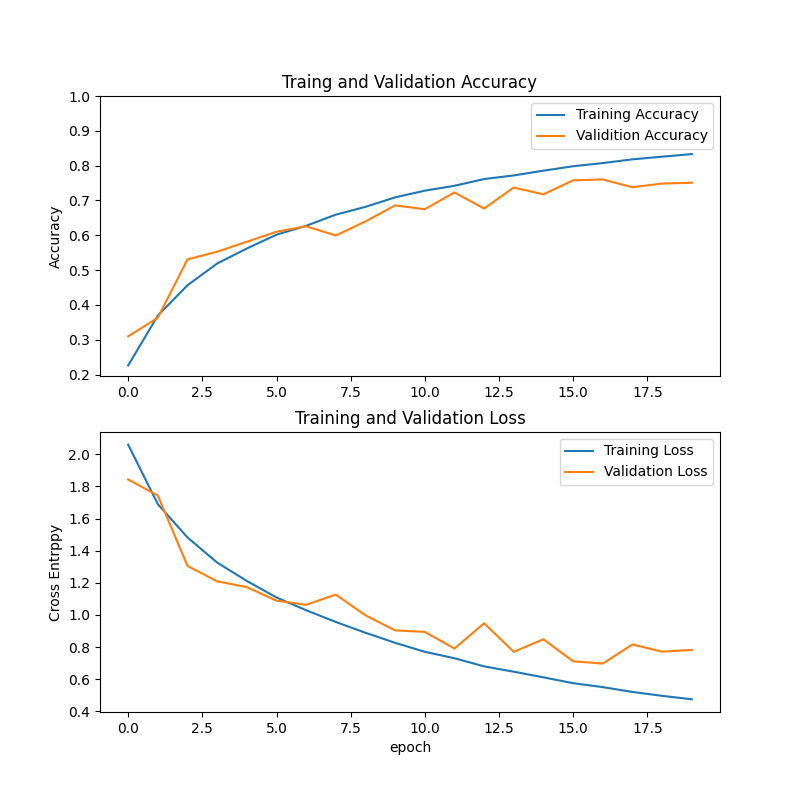 Traing and Validation Accuracy
1.0
0.9
0.8
0.7
0.6
0.5
0.4
0.3
0.2
Accuracy
Training Accuracy
Validition Accuracy
0.0 2.5 5.0 7.5 10.0 12.5 15.0 17.5
Training and Validation Loss
2.0
1.8
1.6
1.4
1.2
1.0
0.8
0.6
0.4
Cross Entrppy
Training Loss
Validation Loss
0.0 2.5 5.0 7.5 10.0 12.5 15.0 17.5
epoch